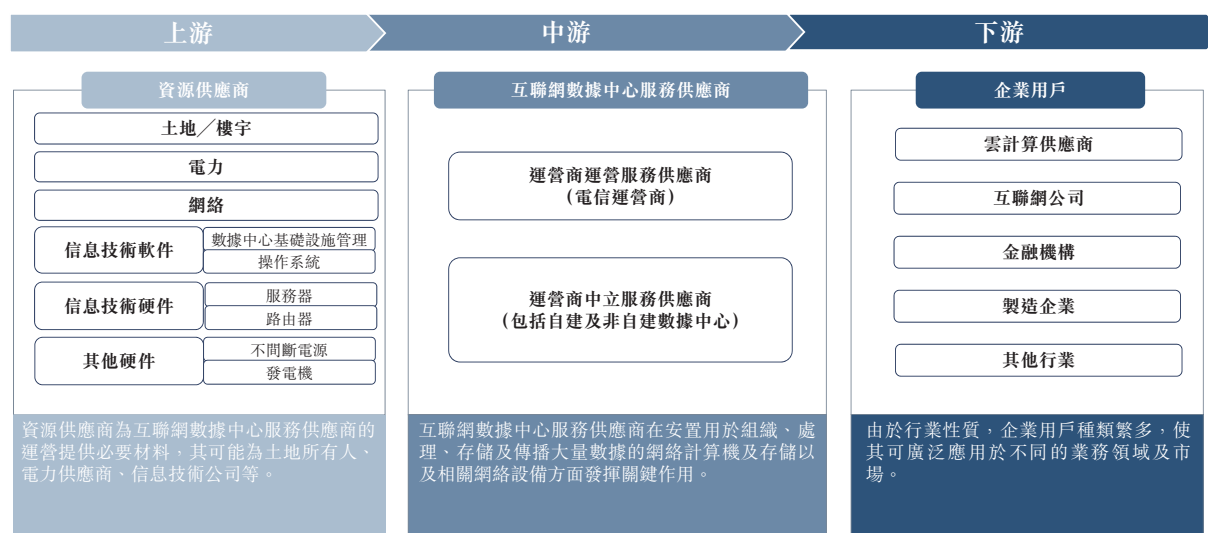 上游
中游
下游
資源供應商
土地／樓宇
電力
網絡
信息技術軟件
數據中心基礎設施管理
操作系統
信息技術硬件
服務器
路由器
其他硬件
不間斷電源
發電機
資源供應商為互聯網數據中心服務供應商的
運營提供必要材料，其可能為土地所有人、
電力供應商、信息技術公司等。
互聯網數據中心服務供應商
運營商運營服務供應商
(電信運營商)
運營商中立服務供應商
(包括自建及非自建數據中心)
互聯網數據中心服務供應商在安置用於組織、處
理、存儲及傳播大量數據的網絡計算機及存儲以
及相關網絡設備方面發揮關鍵作用。
企業用戶
雲計算供應商
互聯網公司
金融機構
製造企業
其他行業
由於行業性質，企業用戶種類繁多，使
其可廣泛應用於不同的業務領域及市
場。